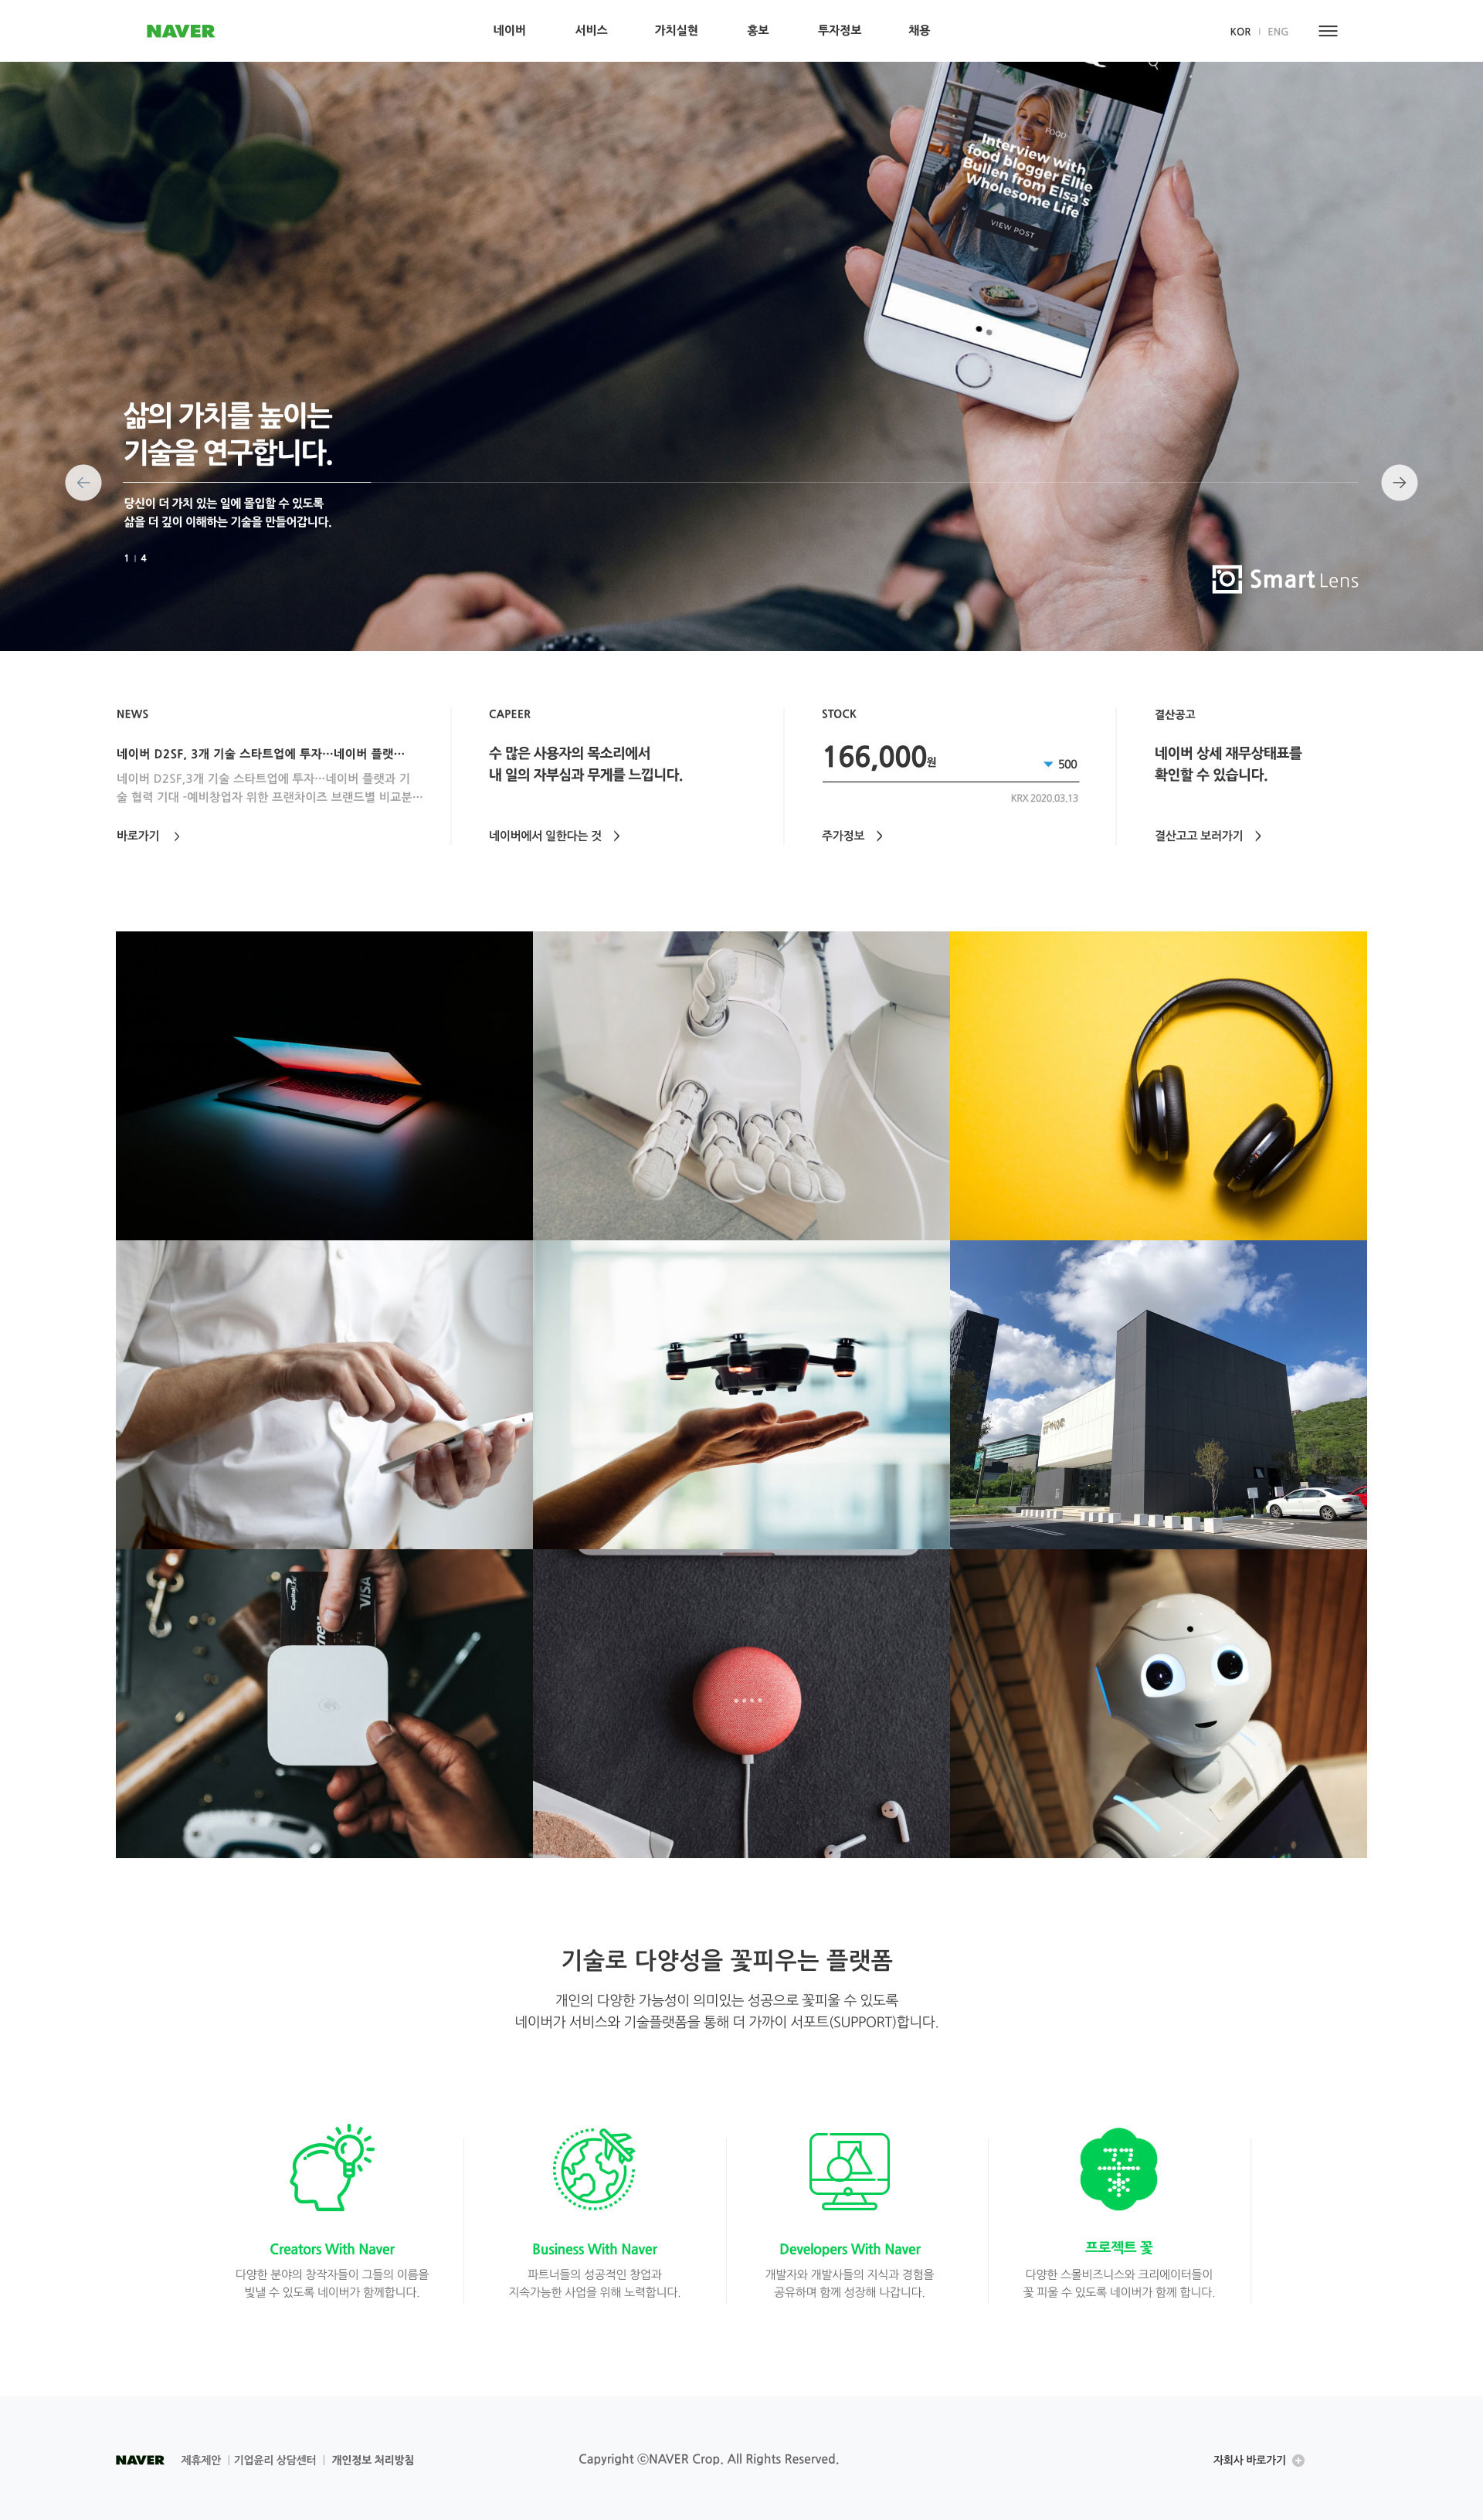 NAVER
네이버 서비스 가치실현 홍보 투자정보 채용
KOR | ENG
FOOD
Interview with
food blogger Ellie
Bullen from Elsa's
Wholesome Life
VIEW POST
삶의 가치를 높이는
기술을 연구합니다.
당신이 더 가치 있는 일에 몰입할 수 있도록
삶을 더 깊이 이해하는 기술을 만들어갑니다.
1 | 4
Smart Lens
NEWS
네이버 D2SF, 3개 기술 스타트업에 투자…네이버 플랫…
네이버 D2SF,3개 기술 스타트업에 투자…네이버 플랫과 기
술 협력 기대 -예비창업자 위한 프랜차이즈 브랜드별 비교분…
바로가기
CAPEER
수 많은 사용자의 목소리에서
내 일의 자부심과 무게를 느낍니다.
네이버에서 일한다는 것
STOCK
166,000원
500
KRX 2020.03.13
주가정보
결산공고
네이버 상세 재무상태표를
확인할 수 있습니다.
결산고고 보러가기
Capital One
VISA
기술로 다양성을 꽃피우는 플랫폼
개인의 다양한 가능성이 의미있는 성공으로 꽃피울 수 있도록
네이버가 서비스와 기술플랫폼을 통해 더 가까이 서포트(SUPPORT)합니다.
꽃
Creators With Naver
다양한 분야의 창작자들이 그들의 이름을
빛낼 수 있도록 네이버가 함께합니다.
Business With Naver
파트너들의 성공적인 창업과
지속가능한 사업을 위해 노력합니다.
Developers With Naver
개발자와 개발사들의 지식과 경험을
공유하며 함께 성장해 나갑니다.
프로젝트 꽃
다양한 스몰비즈니스와 크리에이터들이
꽃 피울 수 있도록 네이버가 함께 합니다.
NAVER 제휴제안 | 기업윤리 상담센터 | 개인정보 처리방침
Copyright ⓒNAVER Crop. All Rights Reserved.
자회사 바로가기